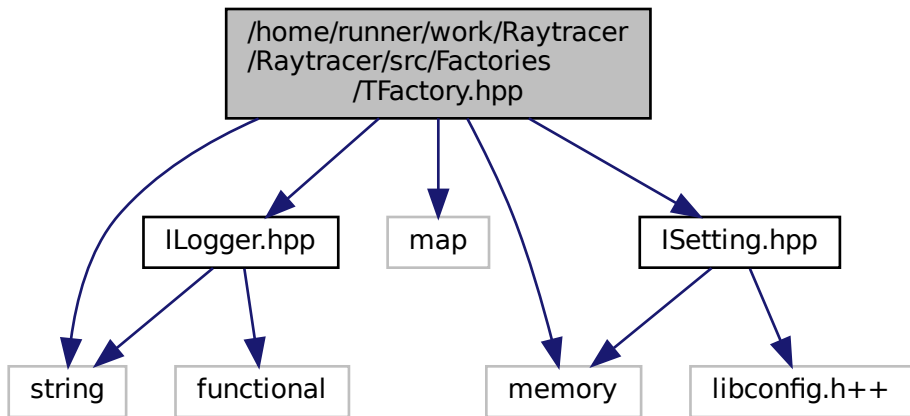 /home/runner/work/Raytracer
/Raytracer/src/Factories
/TFactory.hpp
ILogger.hpp
map
ISetting.hpp
string
functional
memory
libconfig.h++